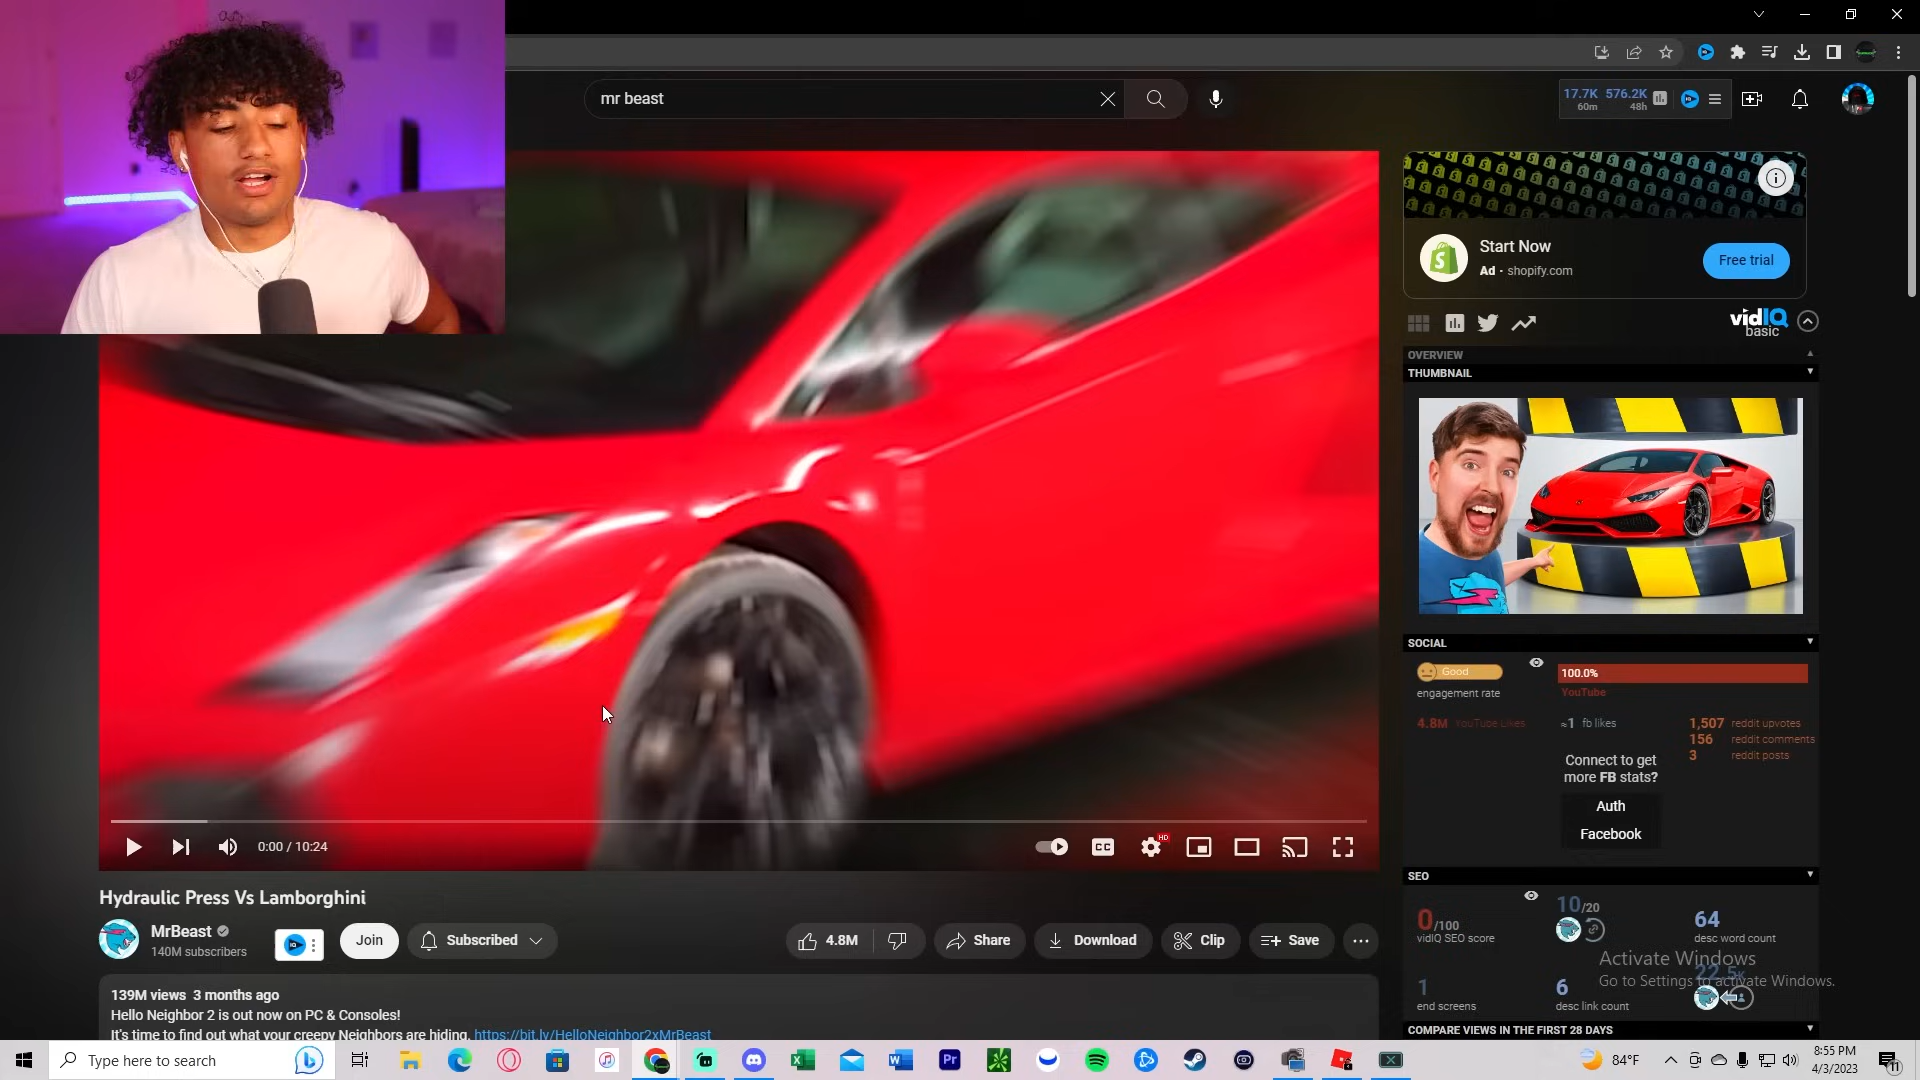 mr beast
17.7K 576.2K
60m 48h
Start Now
Ad · shopify.com
Free trial
vidIQ
basic
OVERVIEW
THUMBNAIL
SOCIAL
Good
100.0%
engagement rate
YouTube
4.8M YouTube Likes
≈1 fb likes
1,507 reddit upvotes
156 reddit comments
3 reddit posts
Connect to get
more FB stats?
Auth
Facebook
0:00 / 10:24
CC
HD
SEO
Hydraulic Press Vs Lamborghini
0/100
vidIQ SEO score
10/20
64
desc word count
MrBeast
140M subscribers
Join
Subscribed
4.8M
Share
Download
Clip
Save
Activate Windows
Go to Settings to activate Windows.
22.5K
1
end screens
6
desc link count
139M views 3 months ago
Hello Neighbor 2 is out now on PC & Consoles!
It's time to find out what your creepy Neighbors are hiding. https://bit.ly/HelloNeighbor2xMrBeast
COMPARE VIEWS IN THE FIRST 28 DAYS
Type here to search
Pr
84°F
8:55 PM
4/3/2023
11